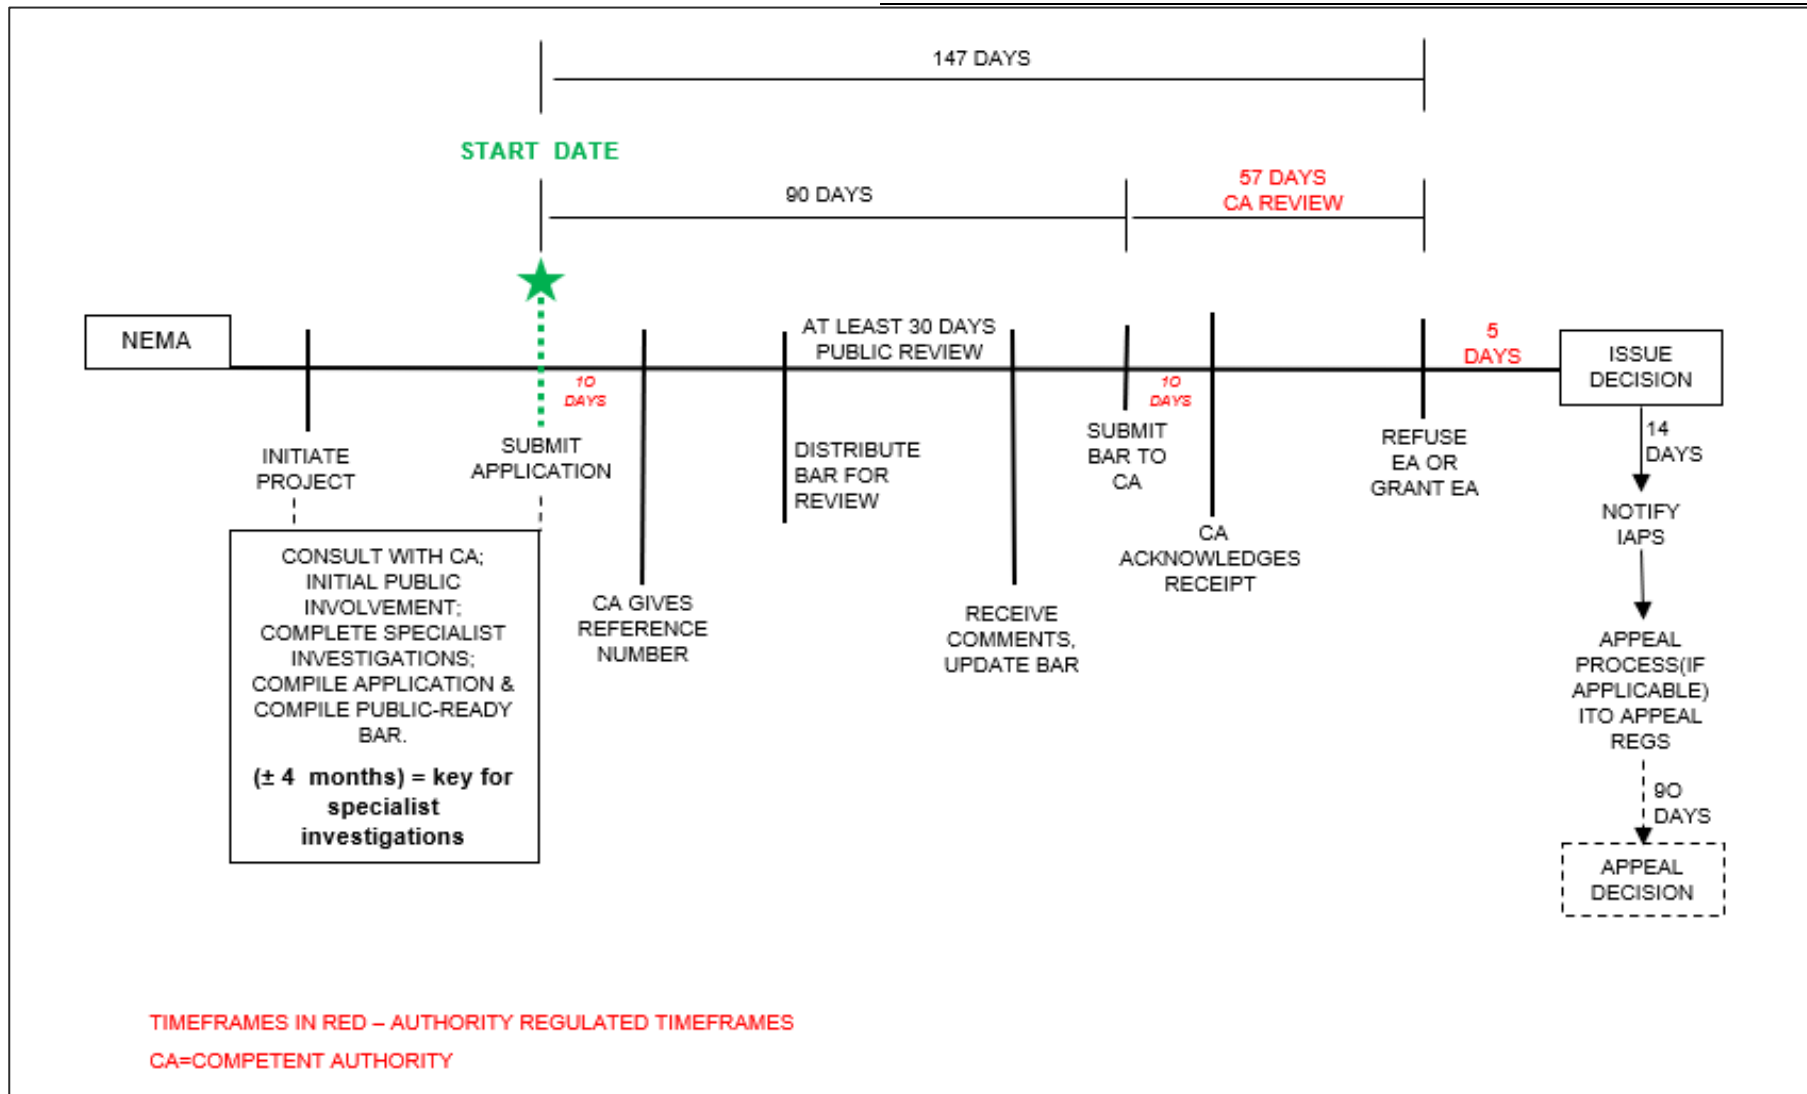 147 DAYS
START DATE
90 DAYS
57 DAYS
CA REVIEW
NEMA
AT LEAST 30 DAYS
PUBLIC REVIEW
5
DAYS
ISSUE
DECISION
10
DAYS
10
DAYS
INITIATE
PROJECT
SUBMIT
APPLICATION
DISTRIBUTE
BAR FOR
REVIEW
SUBMIT
BAR TO
CA
REFUSE
EA OR
GRANT EA
14
DAYS
CONSULT WITH CA;
INITIAL PUBLIC
INVOLVEMENT;
COMPLETE SPECIALIST
INVESTIGATIONS;
COMPILE APPLICATION &
COMPILE PUBLIC-READY
BAR.
(± 4 months) = key for
specialist
investigations
CA GIVES
REFERENCE
NUMBER
RECEIVE
COMMENTS,
UPDATE BAR
CA
ACKNOWLEDGES
RECEIPT
NOTIFY
IAPS
APPEAL
PROCESS(IF
APPLICABLE)
ITO APPEAL
REGS
90
DAYS
APPEAL
DECISION
TIMEFRAMES IN RED – AUTHORITY REGULATED TIMEFRAMES
CA=COMPETENT AUTHORITY